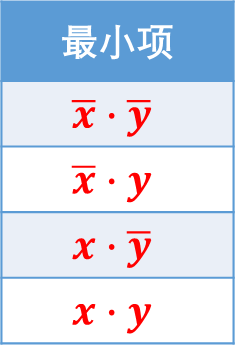 最小项
x̅ · y̅
x̅ · y
x · y̅
x · y